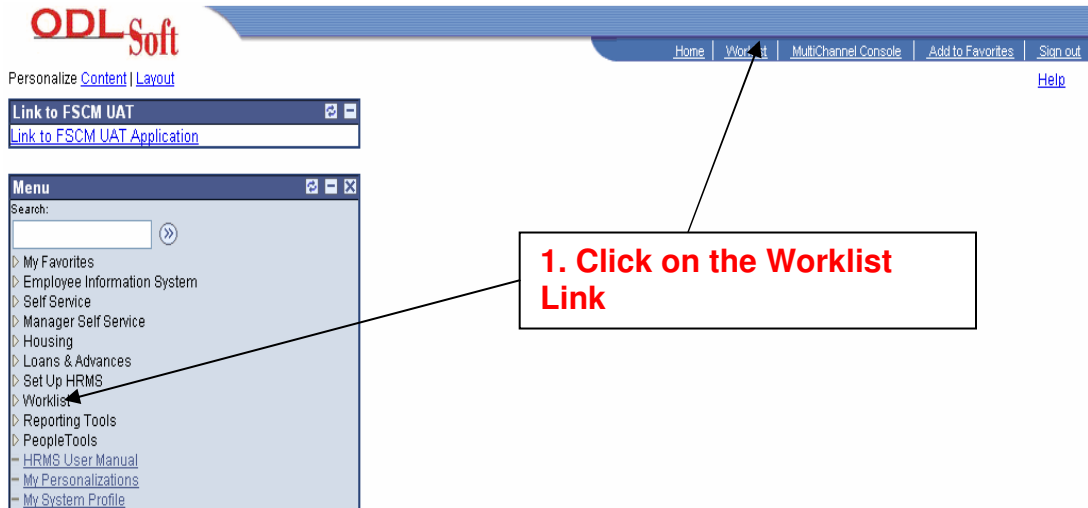 ODL Soft
Home | Worklist | MultiChannel Console | Add to Favorites | Sign out
Personalize Content | Layout
Help
Link to FSCM UAT
Link to FSCM UAT Application
Menu
Search:
My Favorites
Employee Information System
Self Service
Manager Self Service
Housing
Loans & Advances
Set Up HRMS
Worklist
Reporting Tools
PeopleTools
HRMS User Manual
My Personalizations
My System Profile
1. Click on the Worklist
Link